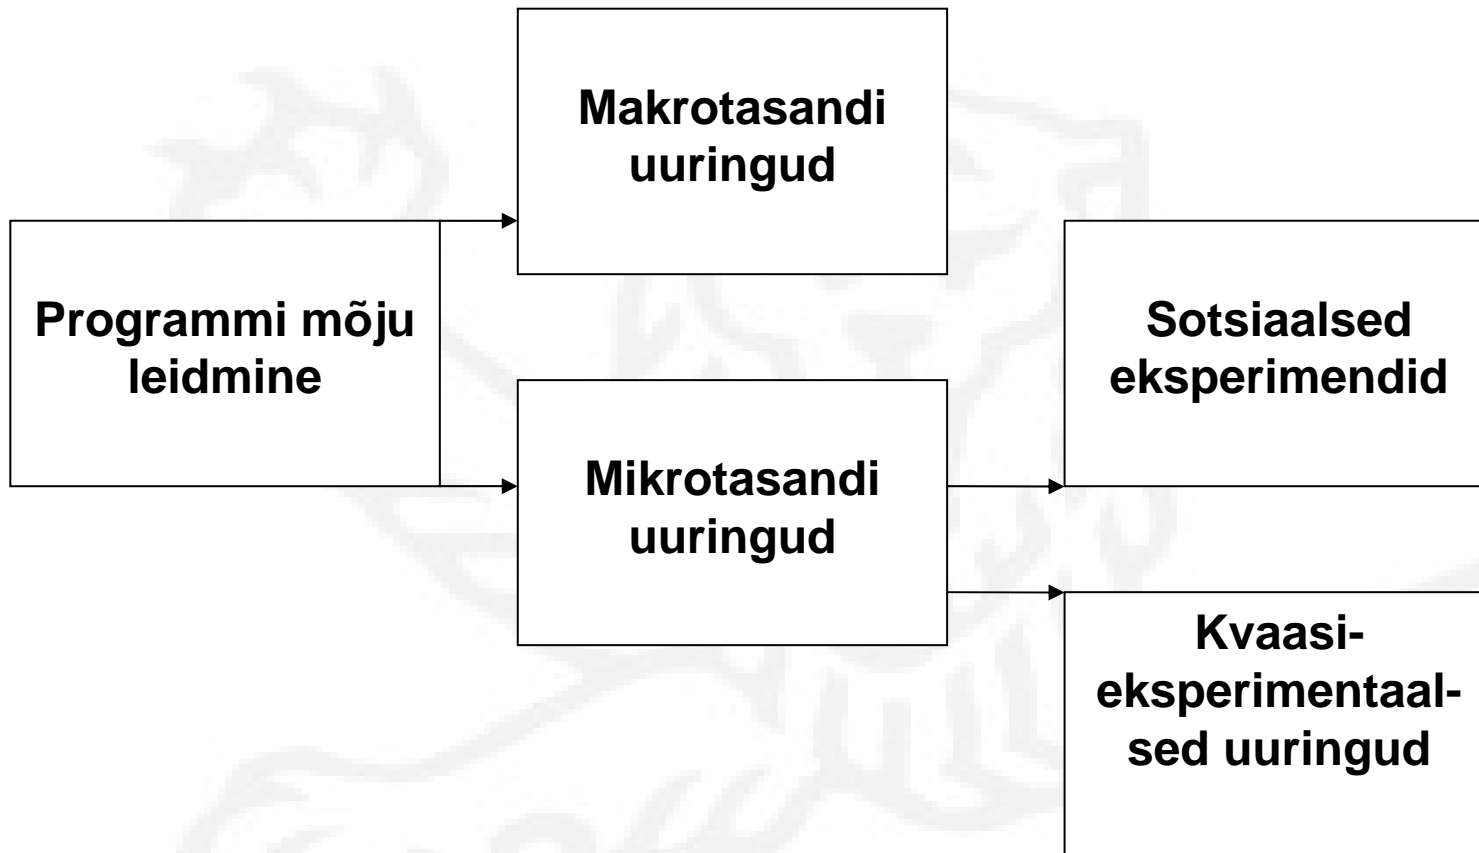 Makrotasandi
uuringud
Programmi mõju
leidmine
Sotsiaalsed
eksperimendid
Mikrotasandi
uuringud
Kvaasi-
eksperimentaal-
sed uuringud